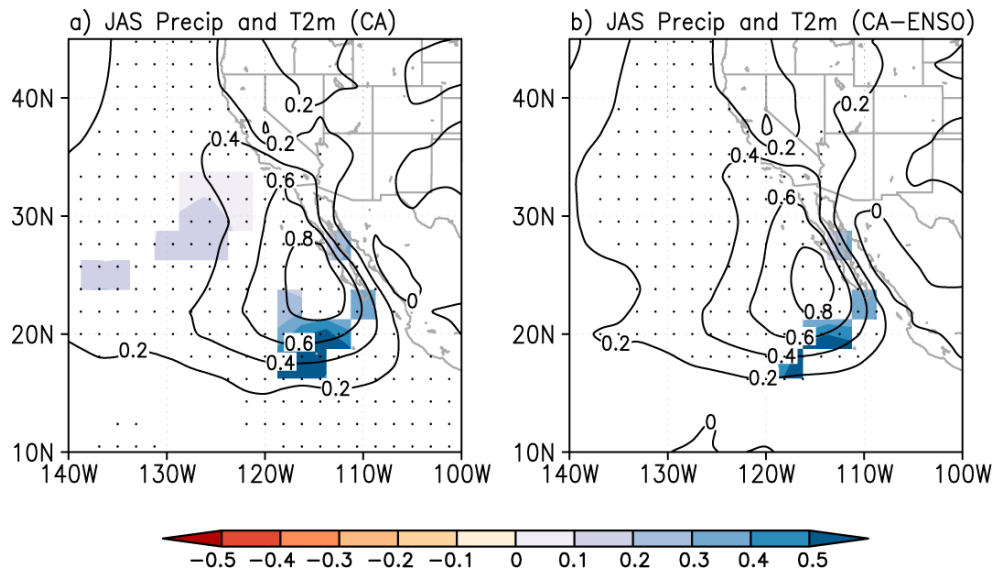 a) JAS Precip and T2m (CA)
b) JAS Precip and T2m (CA−ENSO)
40N
30N
20N
10N
140W
130W
120W
110W
100W
0.2
0.2
0.4
0.6
0.8
0
0.6
0.4
0.2
0.2
40N
30N
20N
10N
140W
130W
120W
110W
100W
0.2
0.2
0.4
0.6
0
0.8
0.6
0.4
0.2
0.2
0
−0.5
−0.4
−0.3
−0.2
−0.1
0
0.1
0.2
0.3
0.4
0.5